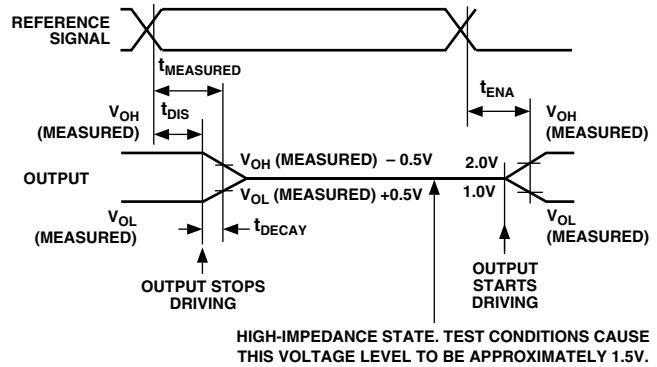 REFERENCE
SIGNAL
tMEASURED
tDIS
tENA
VOH
(MEASURED)
VOH
(MEASURED)
VOH (MEASURED) – 0.5V
2.0V
OUTPUT
VOL (MEASURED) +0.5V
1.0V
VOL
(MEASURED)
VOL
(MEASURED)
tDECAY
OUTPUT STOPS
DRIVING
OUTPUT
STARTS
DRIVING
HIGH-IMPEDANCE STATE. TEST CONDITIONS CAUSE
THIS VOLTAGE LEVEL TO BE APPROXIMATELY 1.5V.